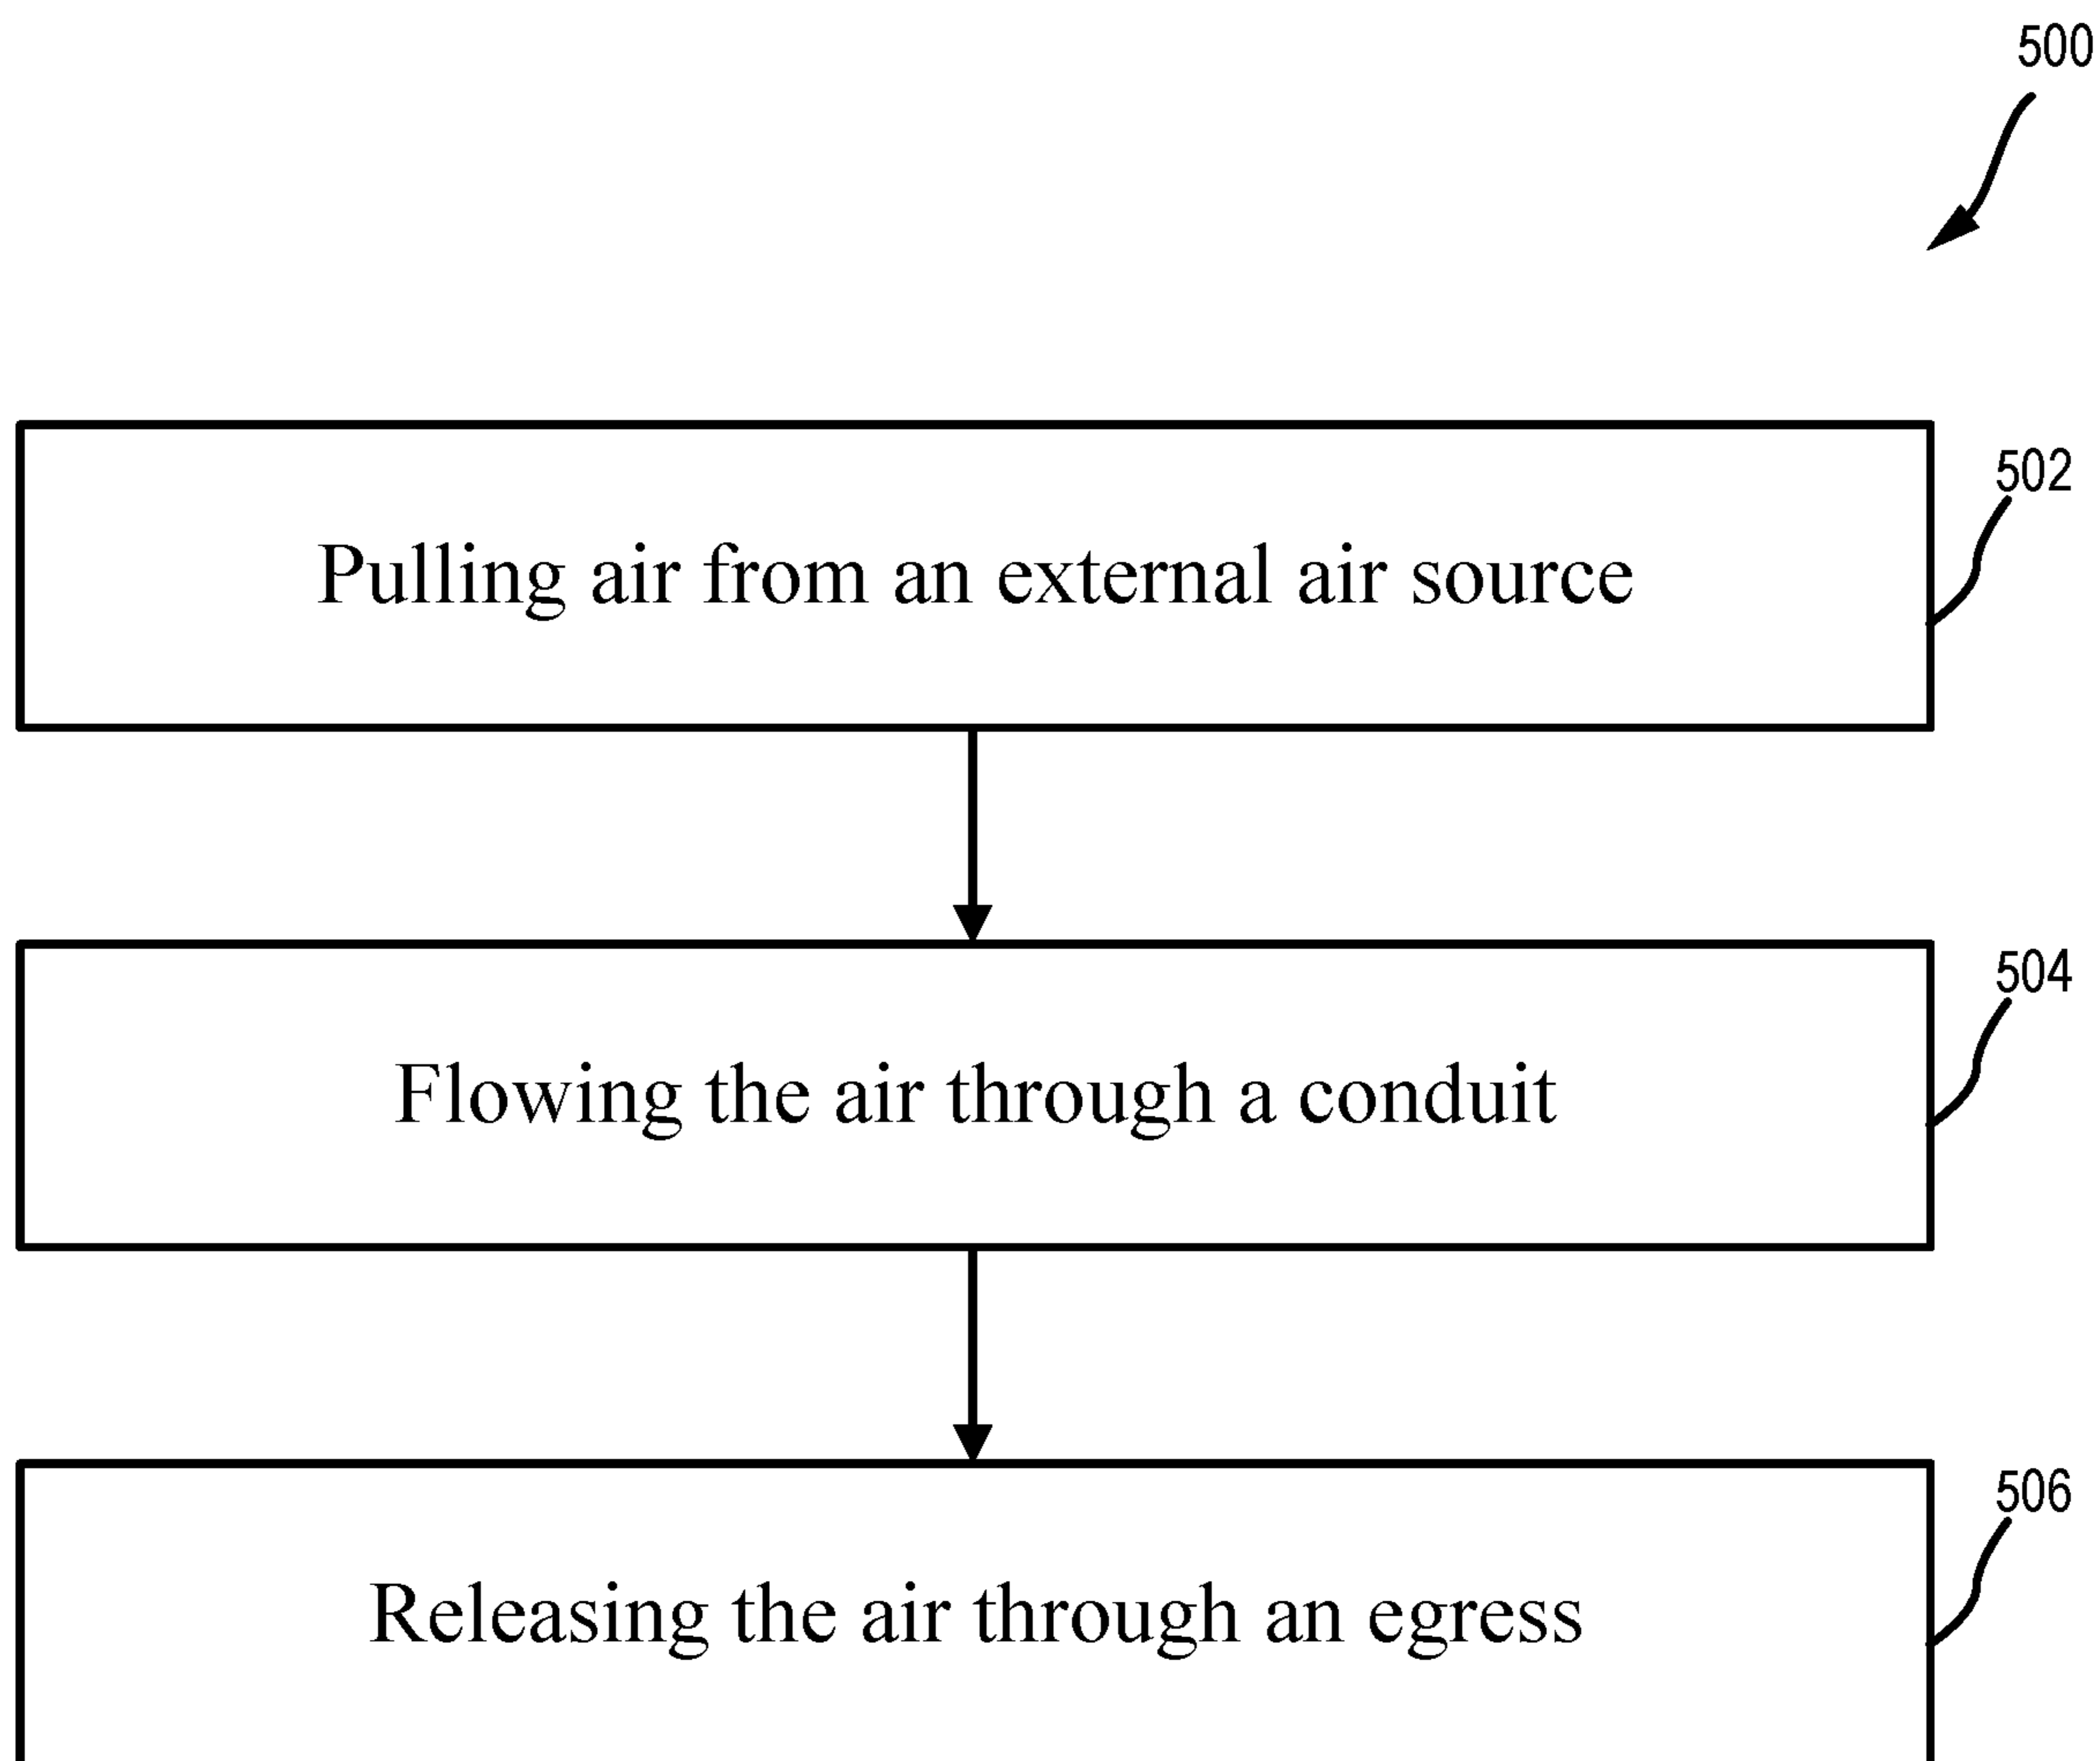 500
502
Pulling air from an external air source
504
Flowing the air through a conduit
506
Releasing the air through an egress